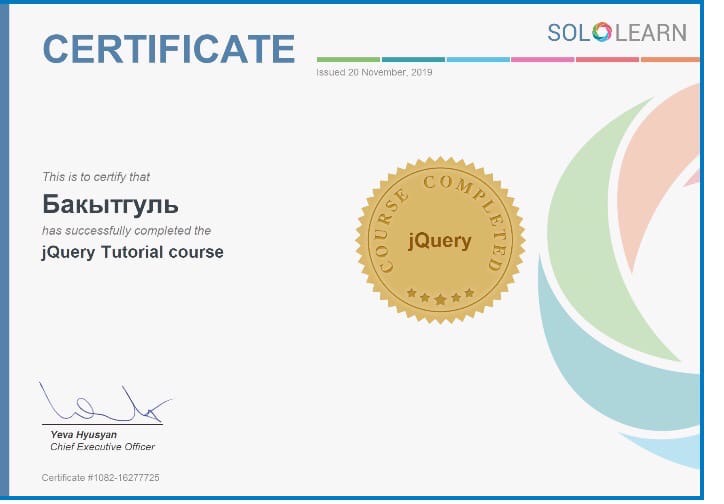 CERTIFICATE
SOLOLEARN
Issued 20 November, 2019
This is to certify that
Бакытгуль
has successfully completed the
jQuery Tutorial course
COURSE COMPLETED
jQuery
Yeva Hyusyan
Chief Executive Officer
Certificate #1082-16277725